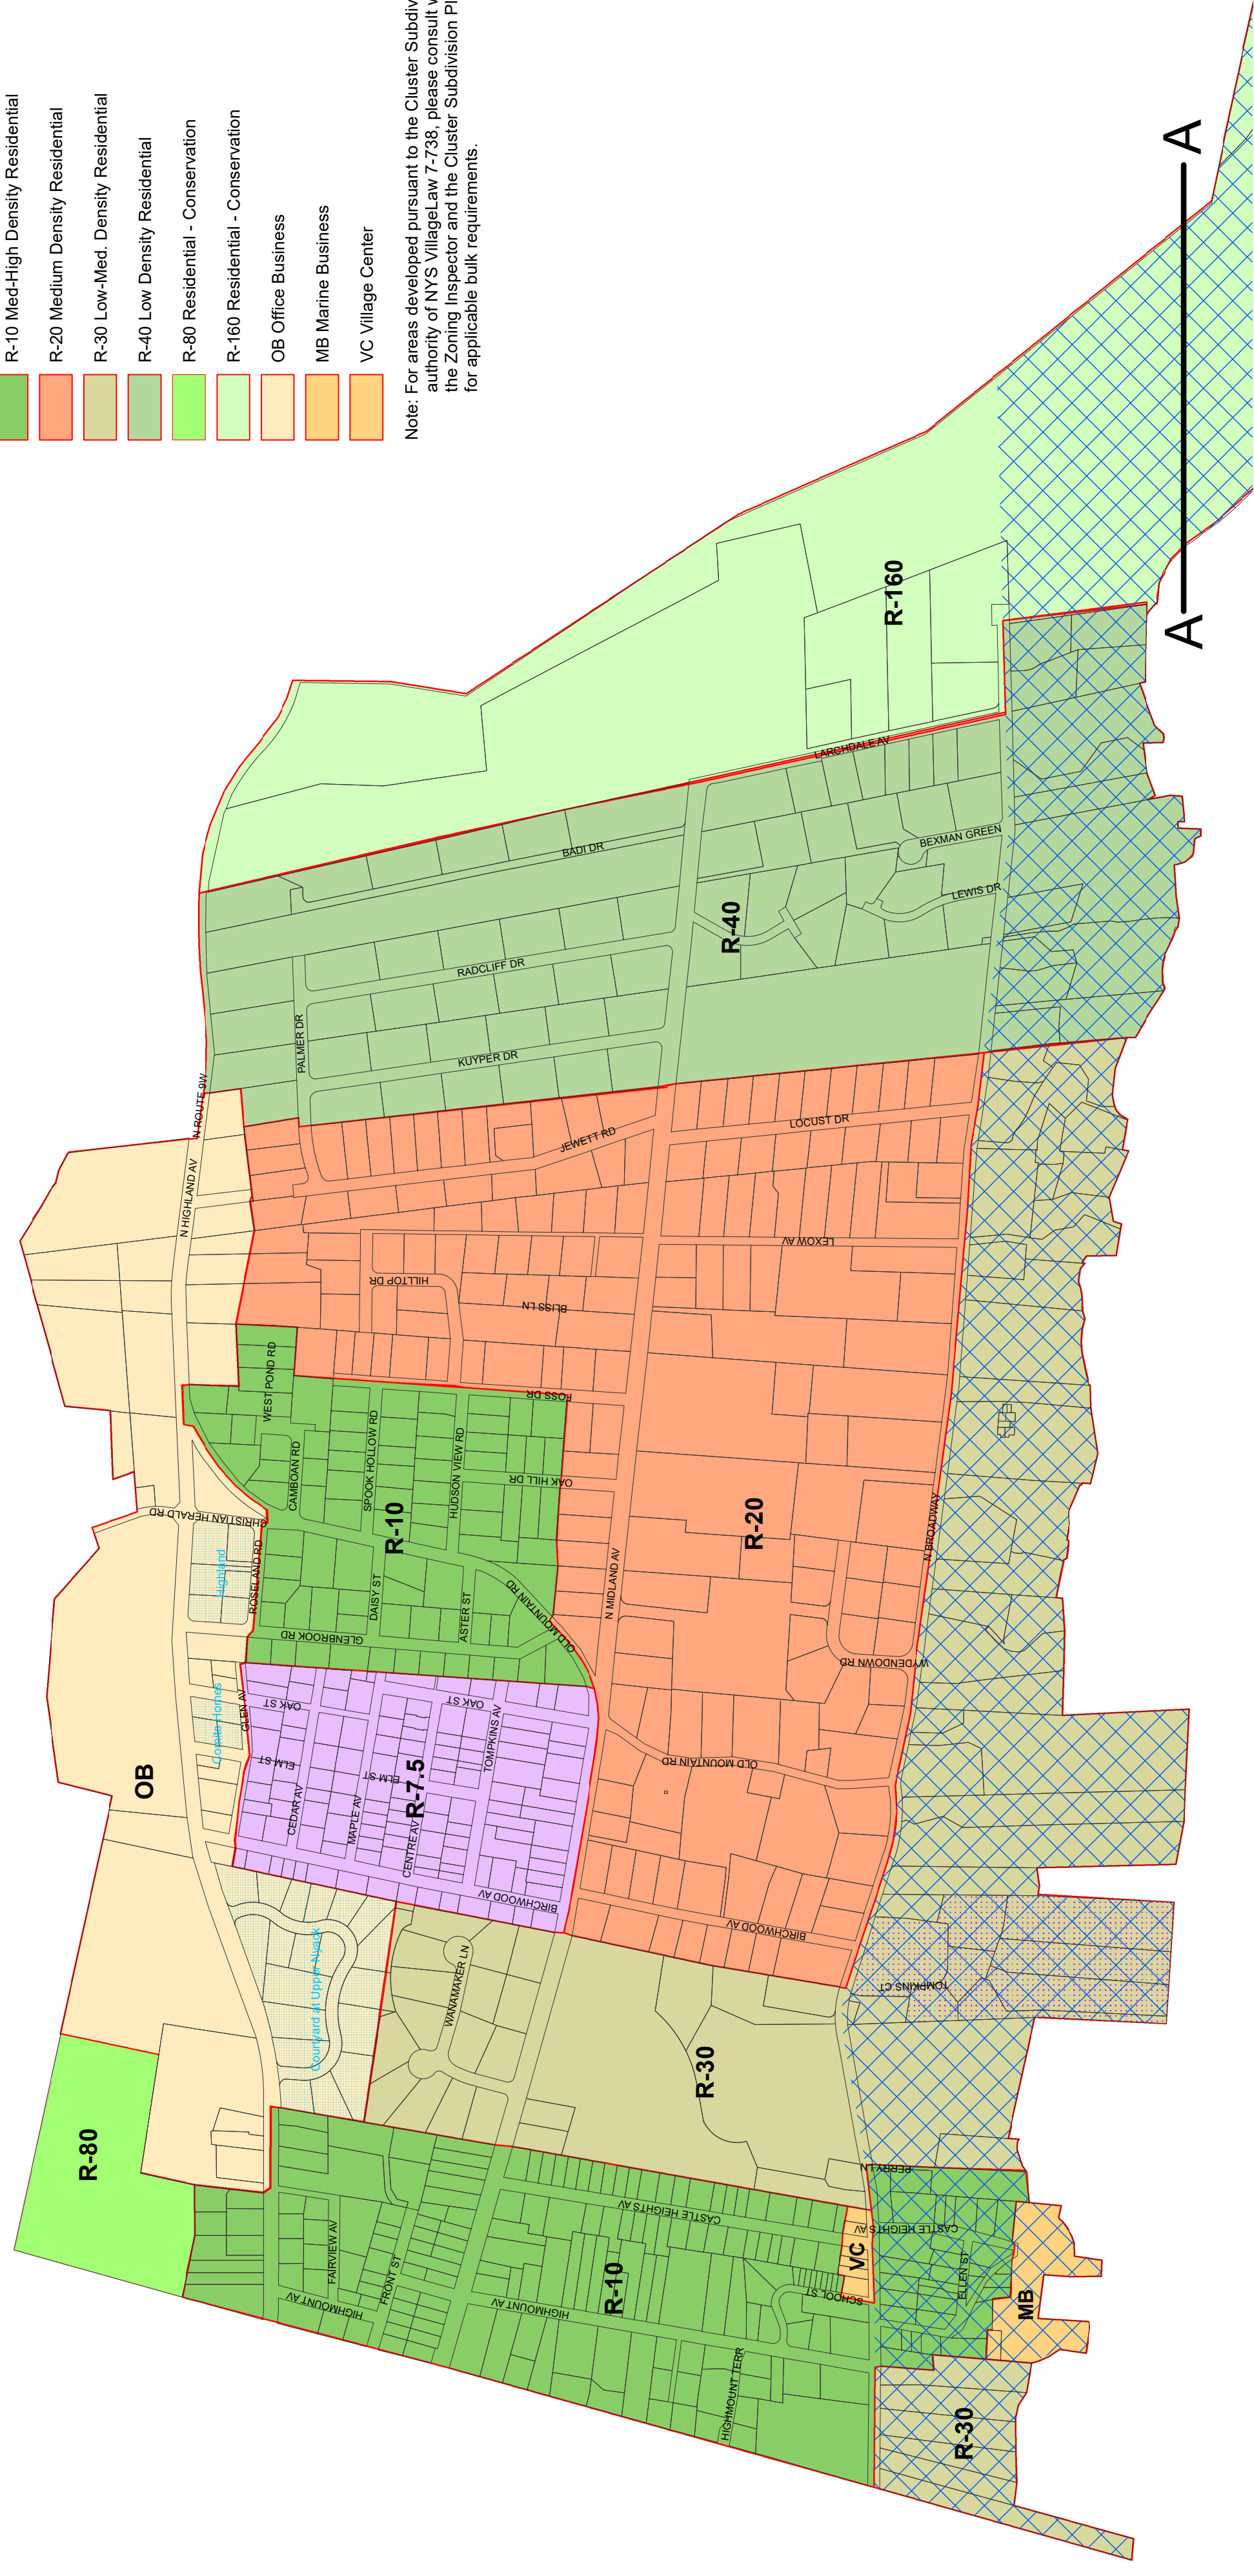 R-10 Med-High Density Residential
R-20 Medium Density Residential
R-30 Low-Med. Density Residential
R-40 Low Density Residential
R-80 Residential - Conservation
R-160 Residential - Conservation
OB Office Business
MB Marine Business
VC Village Center
Note: For areas developed pursuant to the Cluster Subdiv
authority of NYS VillageLaw 7-738, please consult w
the Zoniing Inspector and the Cluster Subdivision Pl
for applicable bulk requirements.
A
A
R-160
LARCHDALE AV
BADI DR
BEXMAN GREEN
LEWIS DR
R-40
RADCLIFF DR
PALMER DR
KUYPER DR
N ROUTE 9W
N HIGHLAND AV
JEWETT RD
LOCUST DR
LEXOW AV
HILLTOP DR
BLISS LN
WEST POND RD
FOSS DR
CAMBOAN RD
SPOOK HOLLOW RD
HUDSON VIEW RD
OAK HILL DR
R-10
R-20
N BROADWAY
CHRISTIAN HERALD RD
Highland
ROSELAND RD
DAISY ST
ASTER ST
OLD MOUNTAIN RD
N MIDLAND AV
GLENBROOK RD
WYDENDOWN RD
OAK ST
OAK ST
GLEN AV
Comito Homes
TOMPKINS AV
ELM ST
ELM ST
OLD MOUNTAIN RD
OB
R-7.5
CEDAR AV
MAPLE AV
CENTRE AV
BIRCHWOOD AV
BIRCHWOOD AV
Courtyard at Upper Nyack
WANAMAKER LN
TOMPKINS CT
R-30
R-80
PERRY LN
CASTLE HEIGHTS AV
CASTLE HEIGHTS AV
VC
FAIRVIEW AV
FRONT ST
R-10
SCHOOL ST
ELLEN ST
MB
HIGHMOUNT AV
HIGHMOUNT AV
HIGHMOUNT TERR
R-30